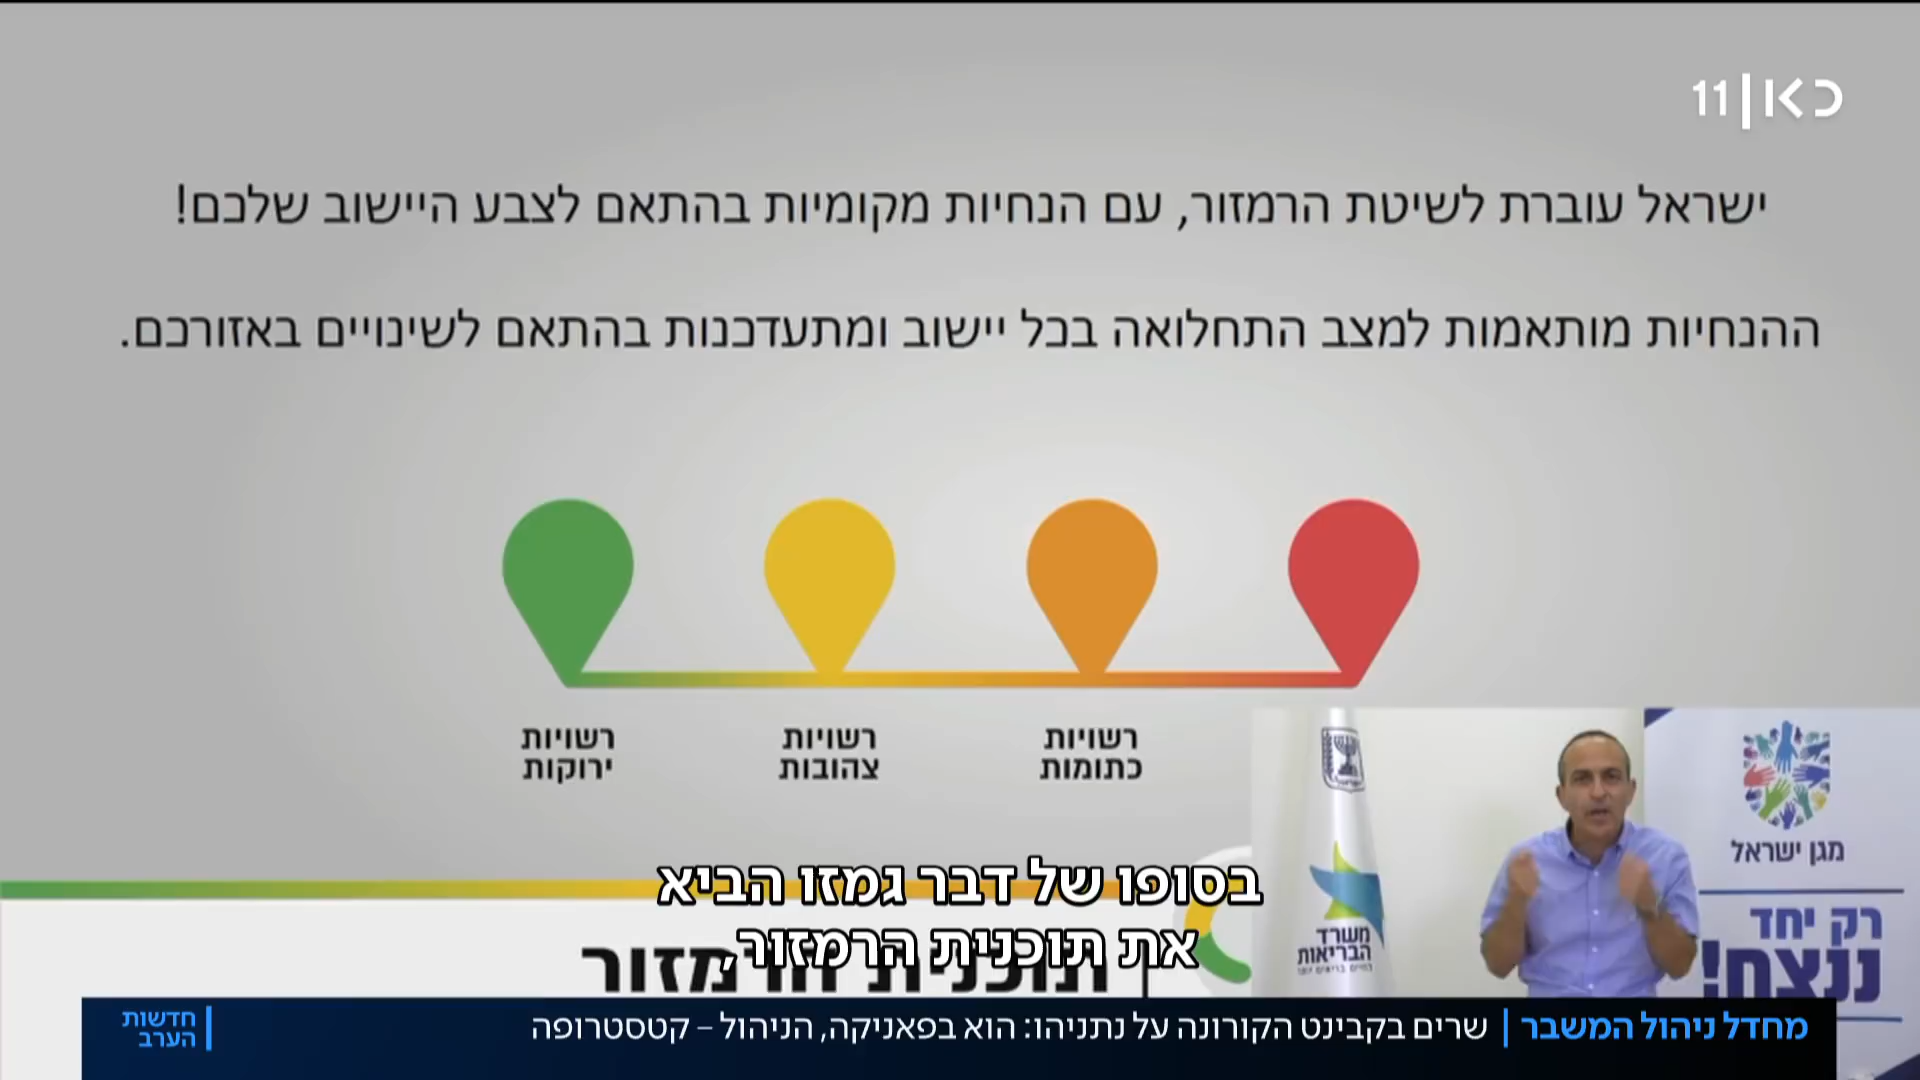 כאן 11
ישראל עוברת לשיטת הרמזור, עם הנחיות מקומיות בהתאם לצבע היישוב שלכם!
ההנחיות מותאמות למצב התחלואה בכל יישוב ומתעדכנות בהתאם לשינויים באזורכם.
רשויות
ירוקות
רשויות
צהובות
רשויות
כתומות
מגן ישראל
רק יחד
ננצח!
משרד
הבריאות
בסופו של דבר גמזו הביא
את תוכנית הרמזור,
תוכנית הרמזור
מחדל ניהול המשבר | שרים בקבינט הקורונה על נתניהו: הוא בפאניקה, הניהול – קטסטרופה
חדשות
הערב